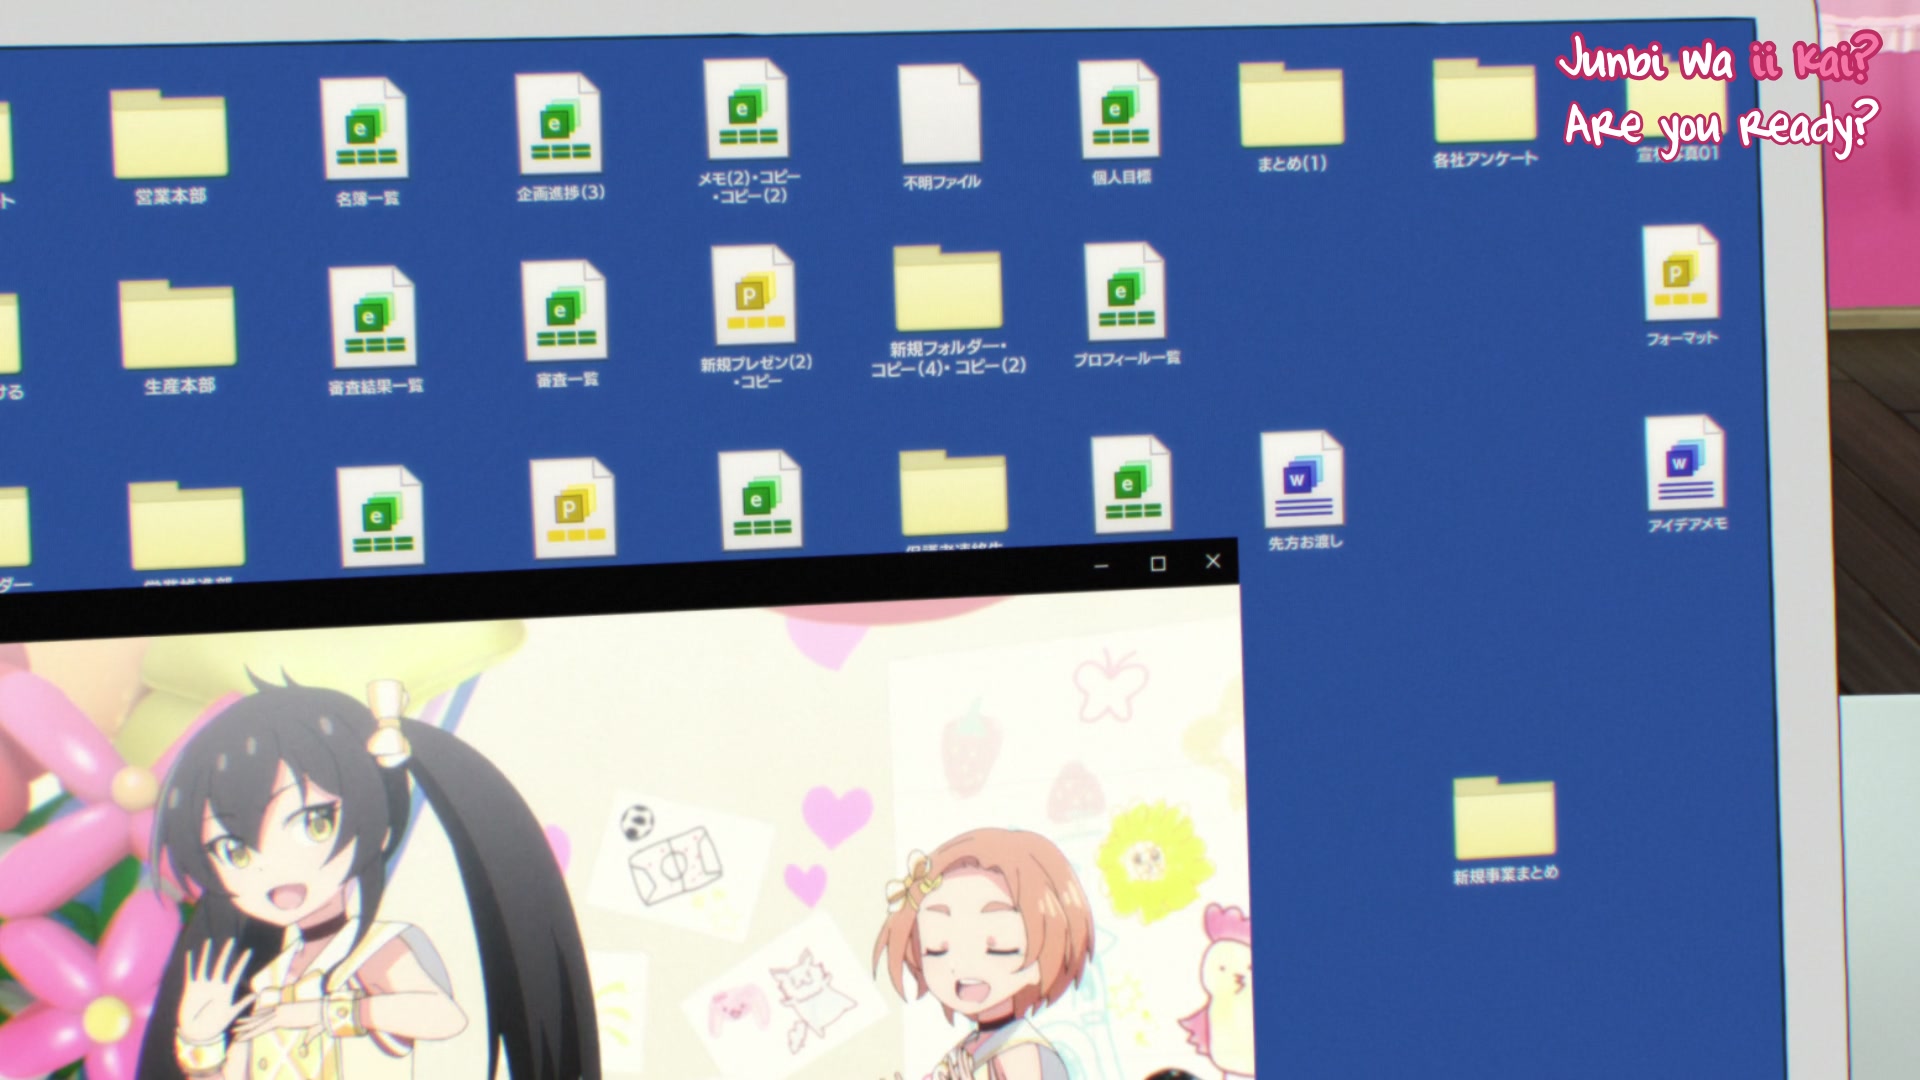 Junbi wa ii kai?
Are you ready?
ト
営業本部
名簿一覧
企画進捗(3)
メモ(2)・コピー
・コピー(2)
不明ファイル
個人目標
まとめ(1)
各社アンケート
ける
生産本部
審査結果一覧
審査一覧
新規プレゼン(2)
・コピー
新規フォルダー・
コピー(4)・コピー(2)
プロフィール一覧
フォーマット
ダー
先方お渡し
アイデアメモ
新規事業まとめ